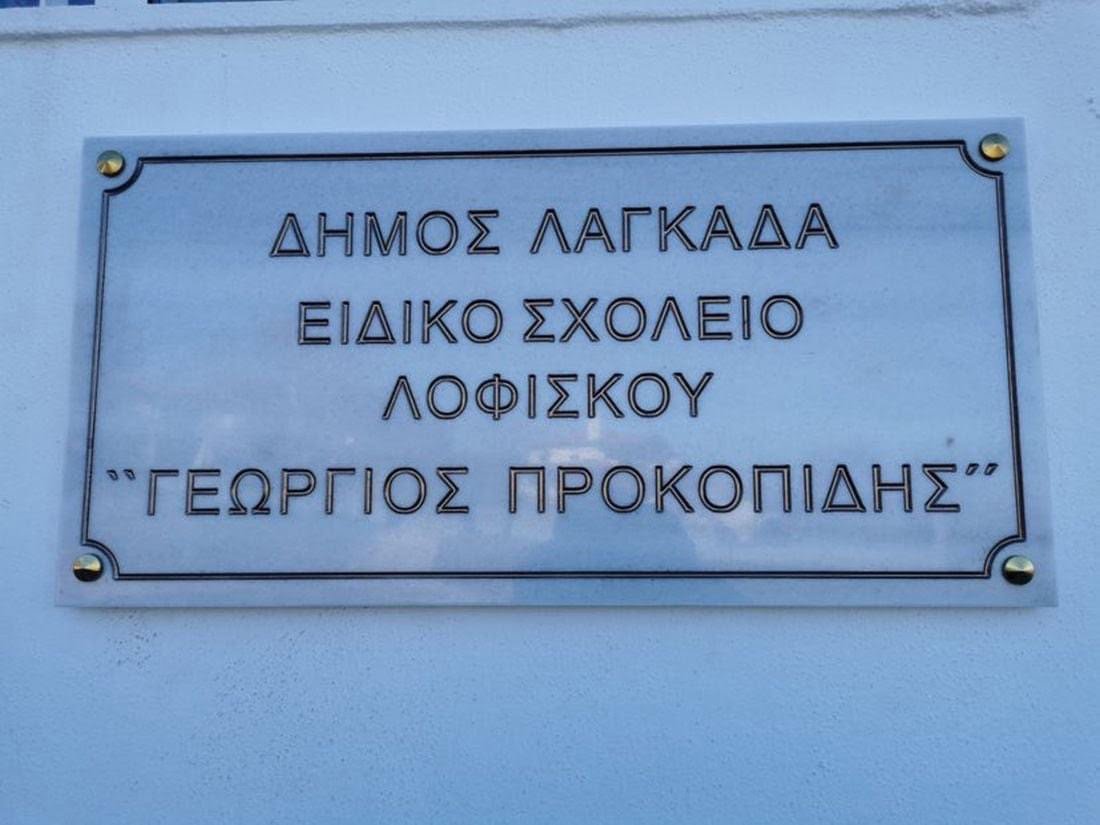 ΔΗΜΟΣ ΛΑΓΚΑΔΑ
ΕΙΔΙΚΟ ΣΧΟΛΕΙΟ
ΛΟΦΙΣΚΟΥ
‶ΓΕΩΡΓΙΟΣ ΠΡΟΚΟΠΙΔΗΣ″